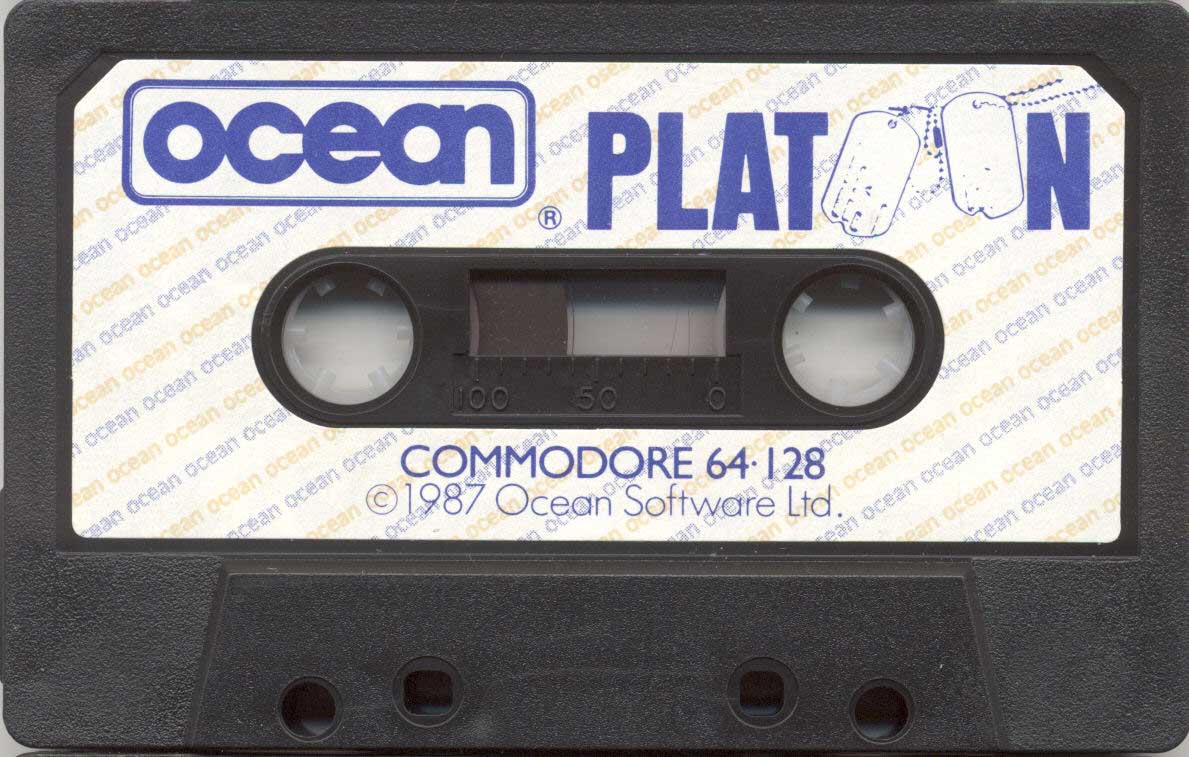 ocean
® PLATOON
100 50 0
COMMODORE 64·128
©1987 Ocean Software Ltd.